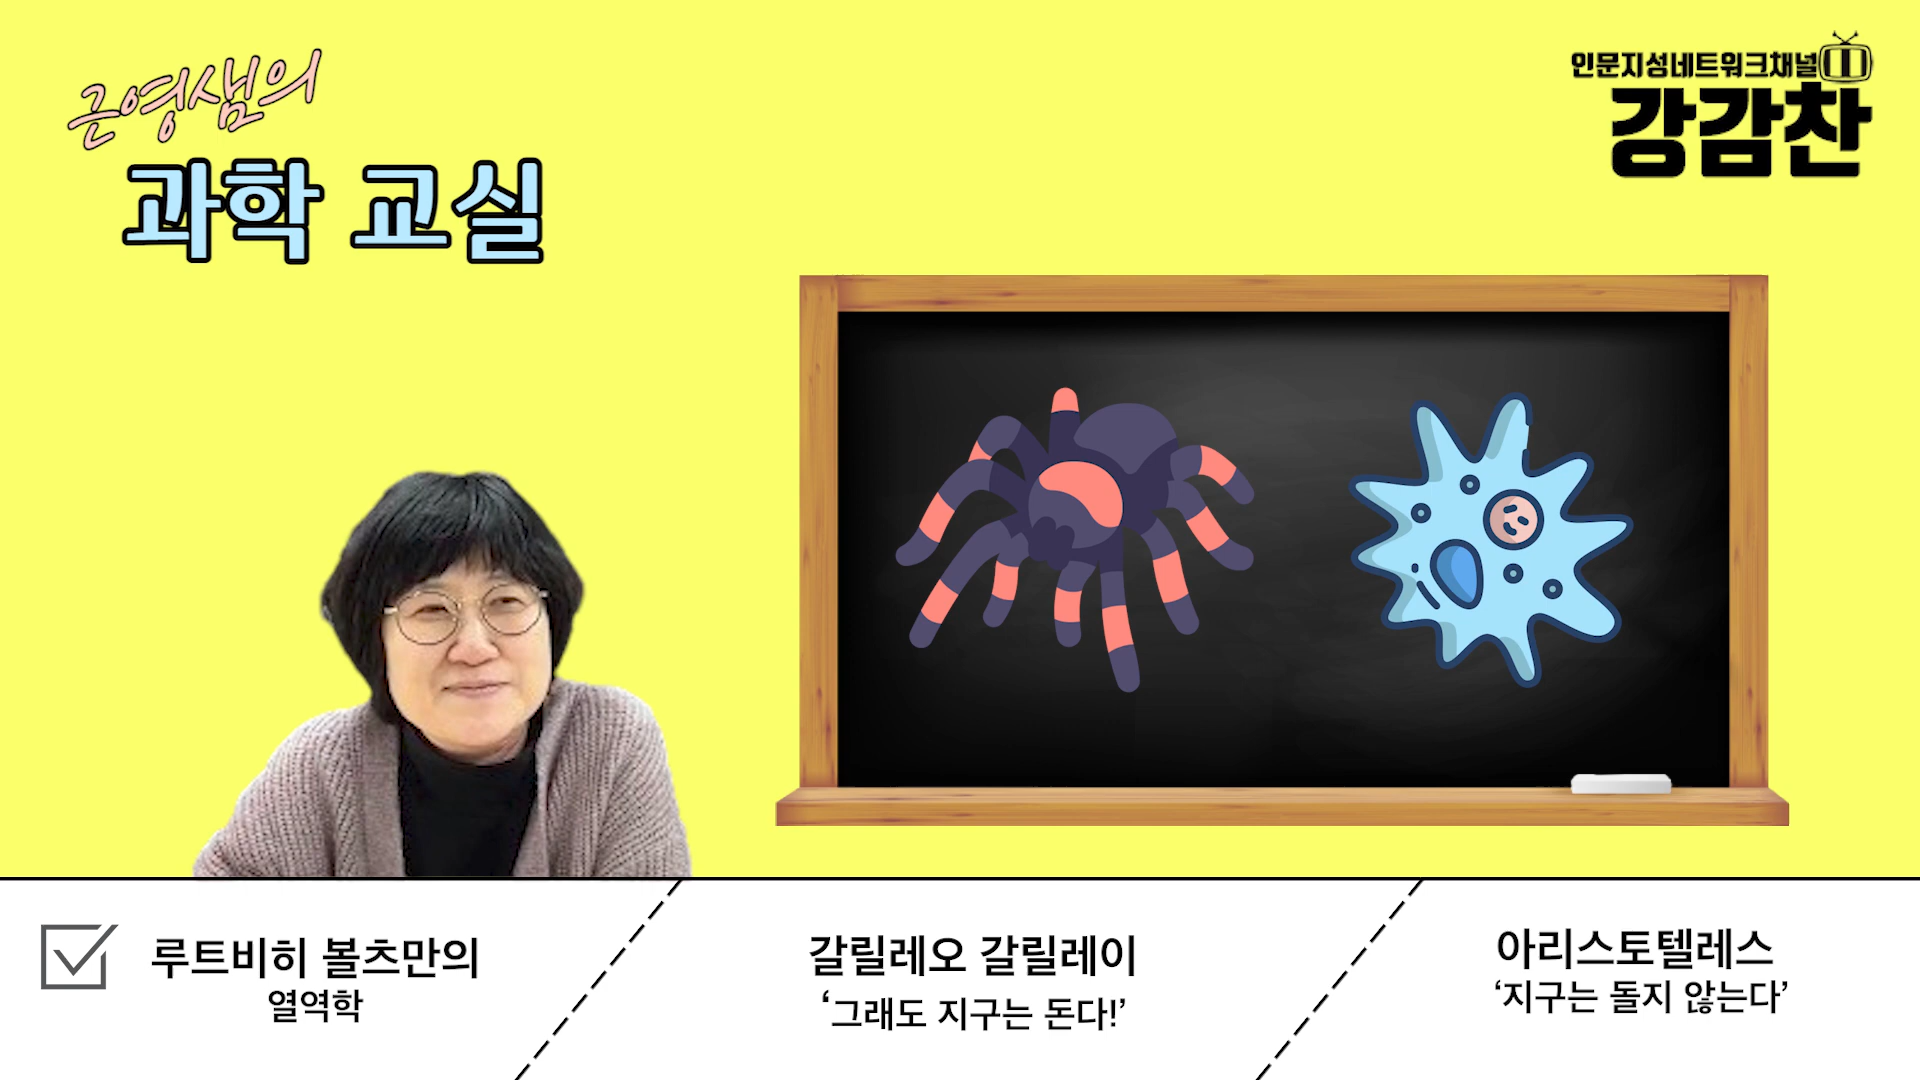 근영샘의
과학 교실
인문지성네트워크채널
강감찬
루트비히 볼츠만의
열역학
갈릴레오 갈릴레이
‘그래도 지구는 돈다!’
아리스토텔레스
‘지구는 돌지 않는다’